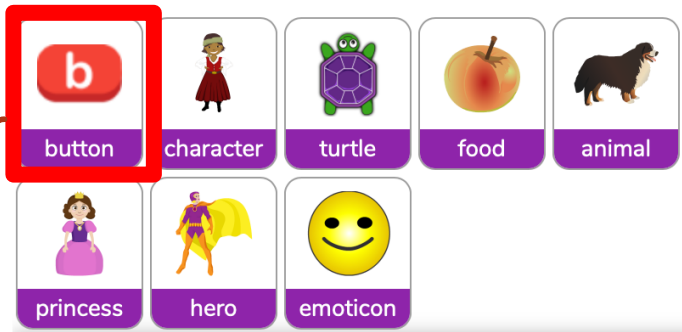 b
button character turtle food animal
princess hero emoticon